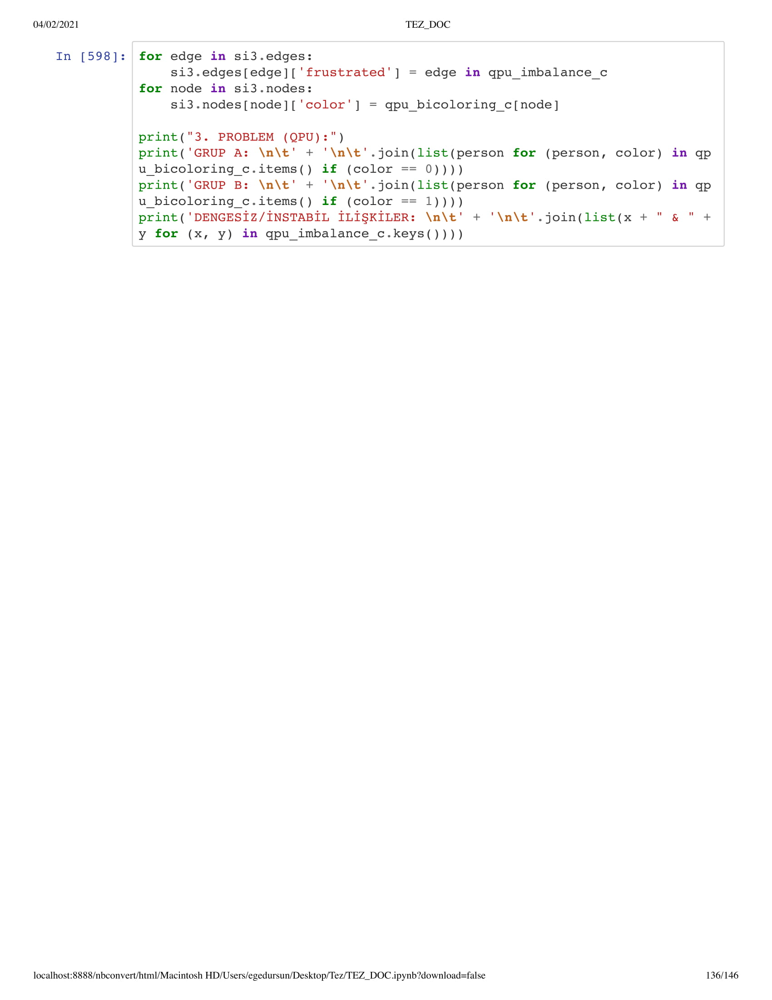 04/02/2021
TEZ_DOC
In [598]:
for edge in si3.edges:
    si3.edges[edge]['frustrated'] = edge in qpu_imbalance_c
for node in si3.nodes:
    si3.nodes[node]['color'] = qpu_bicoloring_c[node]

print("3. PROBLEM (QPU):")
print('GRUP A: \n\t' + '\n\t'.join(list(person for (person, color) in qp
u_bicoloring_c.items() if (color == 0))))
print('GRUP B: \n\t' + '\n\t'.join(list(person for (person, color) in qp
u_bicoloring_c.items() if (color == 1))))
print('DENGESİZ/İNSTABİL İLİŞKİLER: \n\t' + '\n\t'.join(list(x + " & " +
y for (x, y) in qpu_imbalance_c.keys())))
localhost:8888/nbconvert/html/Macintosh HD/Users/egedursun/Desktop/Tez/TEZ_DOC.ipynb?download=false
136/146